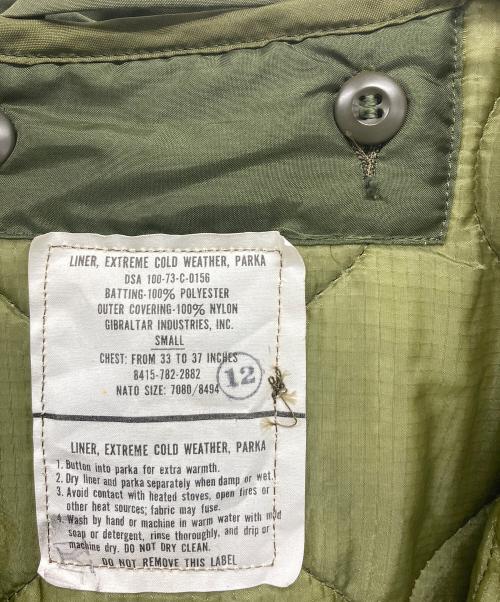 LINER, EXTREME COLD WEATHER, PARKA
DSA 100-73-C-0156
BATTING-100% POLYESTER
OUTER COVERING-100% NYLON
GIBRALTAR INDUSTRIES, INC.
SMALL
CHEST: FROM 33 TO 37 INCHES
8415-782-2882
NATO SIZE: 7080/8494
12
LINER, EXTREME COLD WEATHER, PARKA
1. Button into parka for extra warmth.
2. Dry liner and parka separately when damp or wet.
3. Avoid contact with heated stoves, open fires or
other heat sources; fabric may fuse.
4. Wash by hand or machine in warm water with mild
soap or detergent, rinse thoroughly, and drip or
machine dry. DO NOT DRY CLEAN.
DO NOT REMOVE THIS LABEL